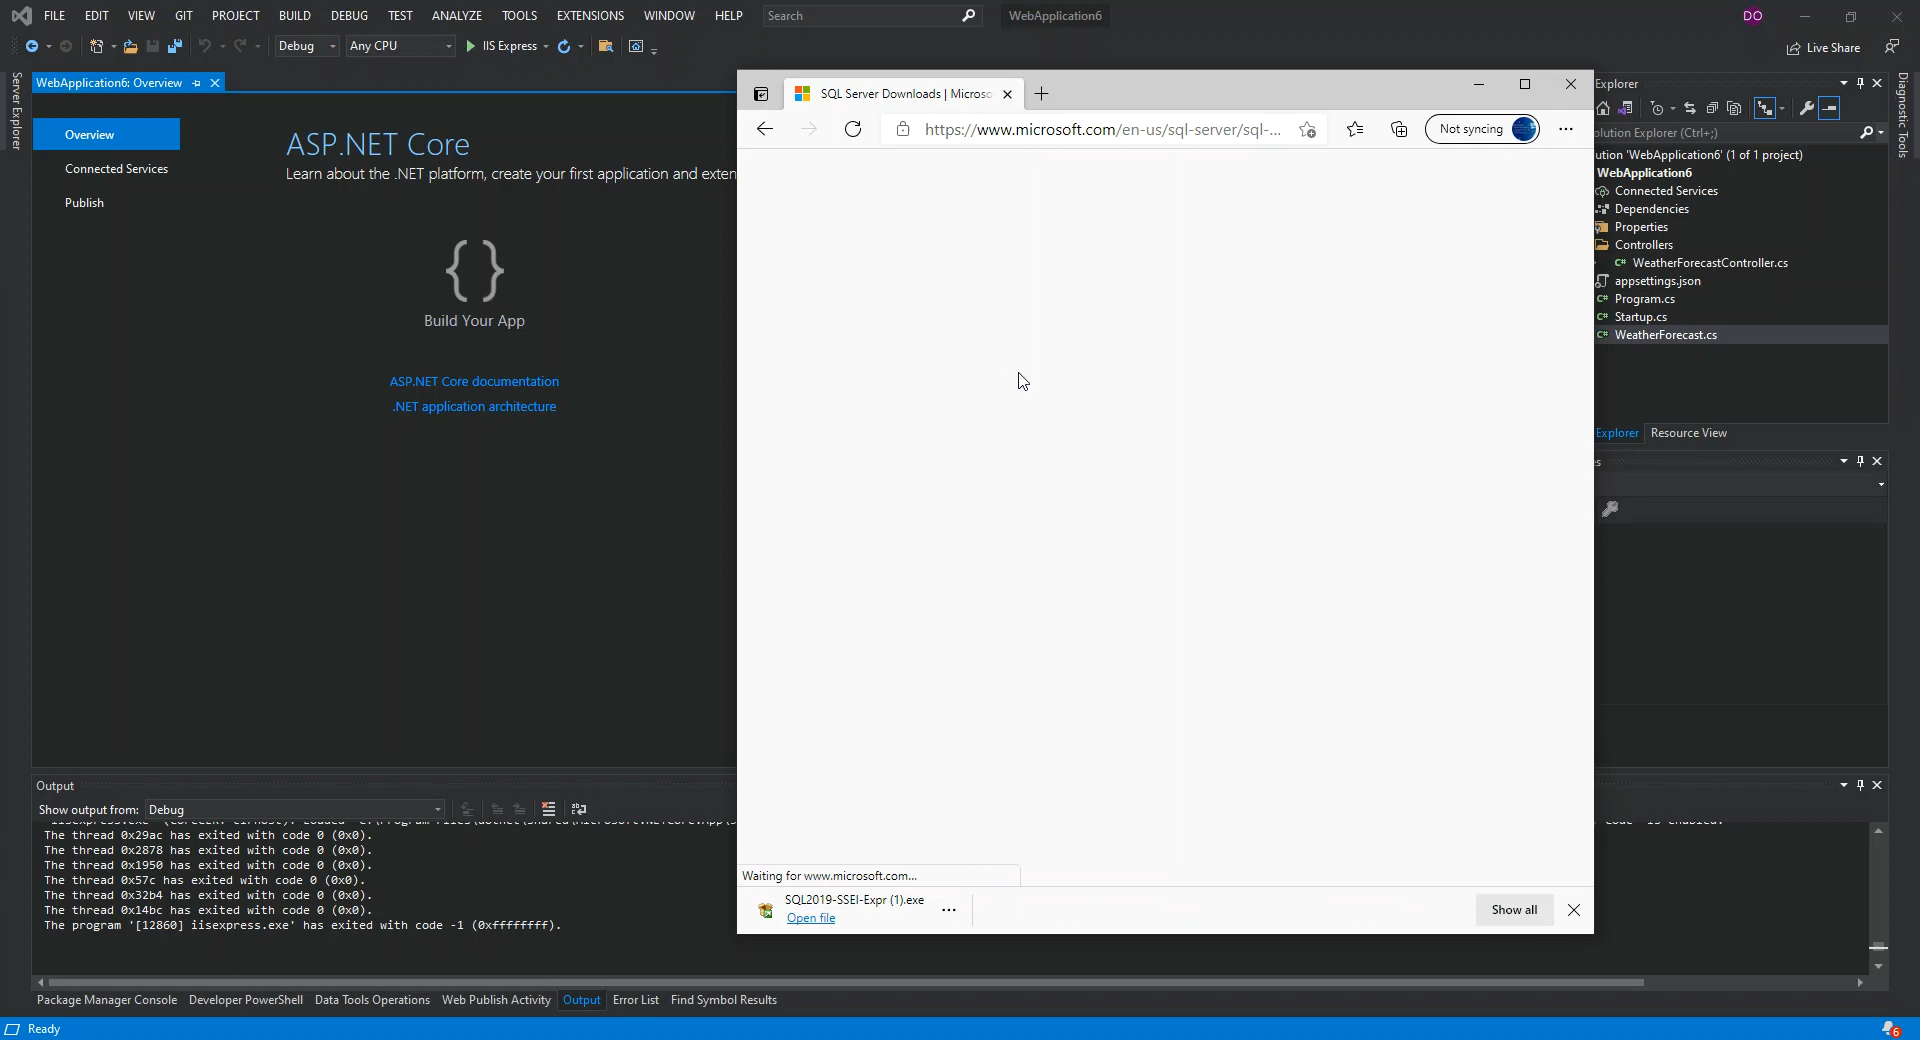 FILE EDIT VIEW GIT PROJECT BUILD DEBUG TEST ANALYZE TOOLS EXTENSIONS WINDOW HELP Search WebApplication6 DO
Debug Any CPU IIS Express Live Share
Server Explorer
WebApplication6: Overview
Overview
Connected Services
Publish
ASP.NET Core
Learn about the .NET platform, create your first application and exten
{}
Build Your App
ASP.NET Core documentation
.NET application architecture
SQL Server Downloads | Micros
https://www.microsoft.com/en-us/sql-server/sql-...
Not syncing
Waiting for www.microsoft.com...
SQL2019-SSEI-Expr (1).exe
Open file
Show all
Explorer
olution Explorer (Ctrl+;)
ution 'WebApplication6' (1 of 1 project)
WebApplication6
Connected Services
Dependencies
Properties
Controllers
C# WeatherForecastController.cs
appsettings.json
C# Program.cs
C# Startup.cs
C# WeatherForecast.cs
Explorer Resource View
s
Diagnostic Tools
Output
Show output from: Debug
The thread 0x29ac has exited with code 0 (0x0).
The thread 0x2878 has exited with code 0 (0x0).
The thread 0x1950 has exited with code 0 (0x0).
The thread 0x57c has exited with code 0 (0x0).
The thread 0x32b4 has exited with code 0 (0x0).
The thread 0x14bc has exited with code 0 (0x0).
The program '[12860] iisexpress.exe' has exited with code -1 (0xffffffff).
Package Manager Console Developer PowerShell Data Tools Operations Web Publish Activity Output Error List Find Symbol Results
Ready
6